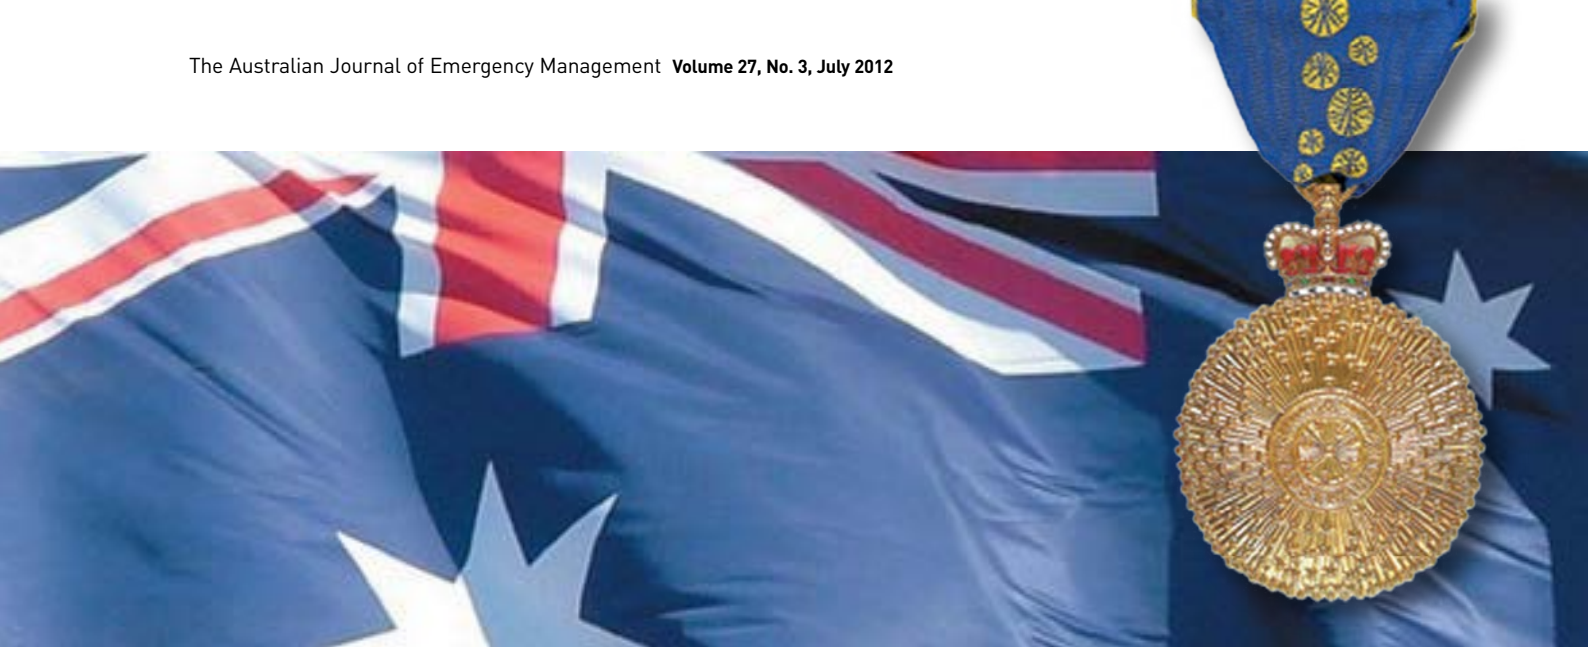 The Australian Journal of Emergency Management Volume 27, No. 3, July 2012